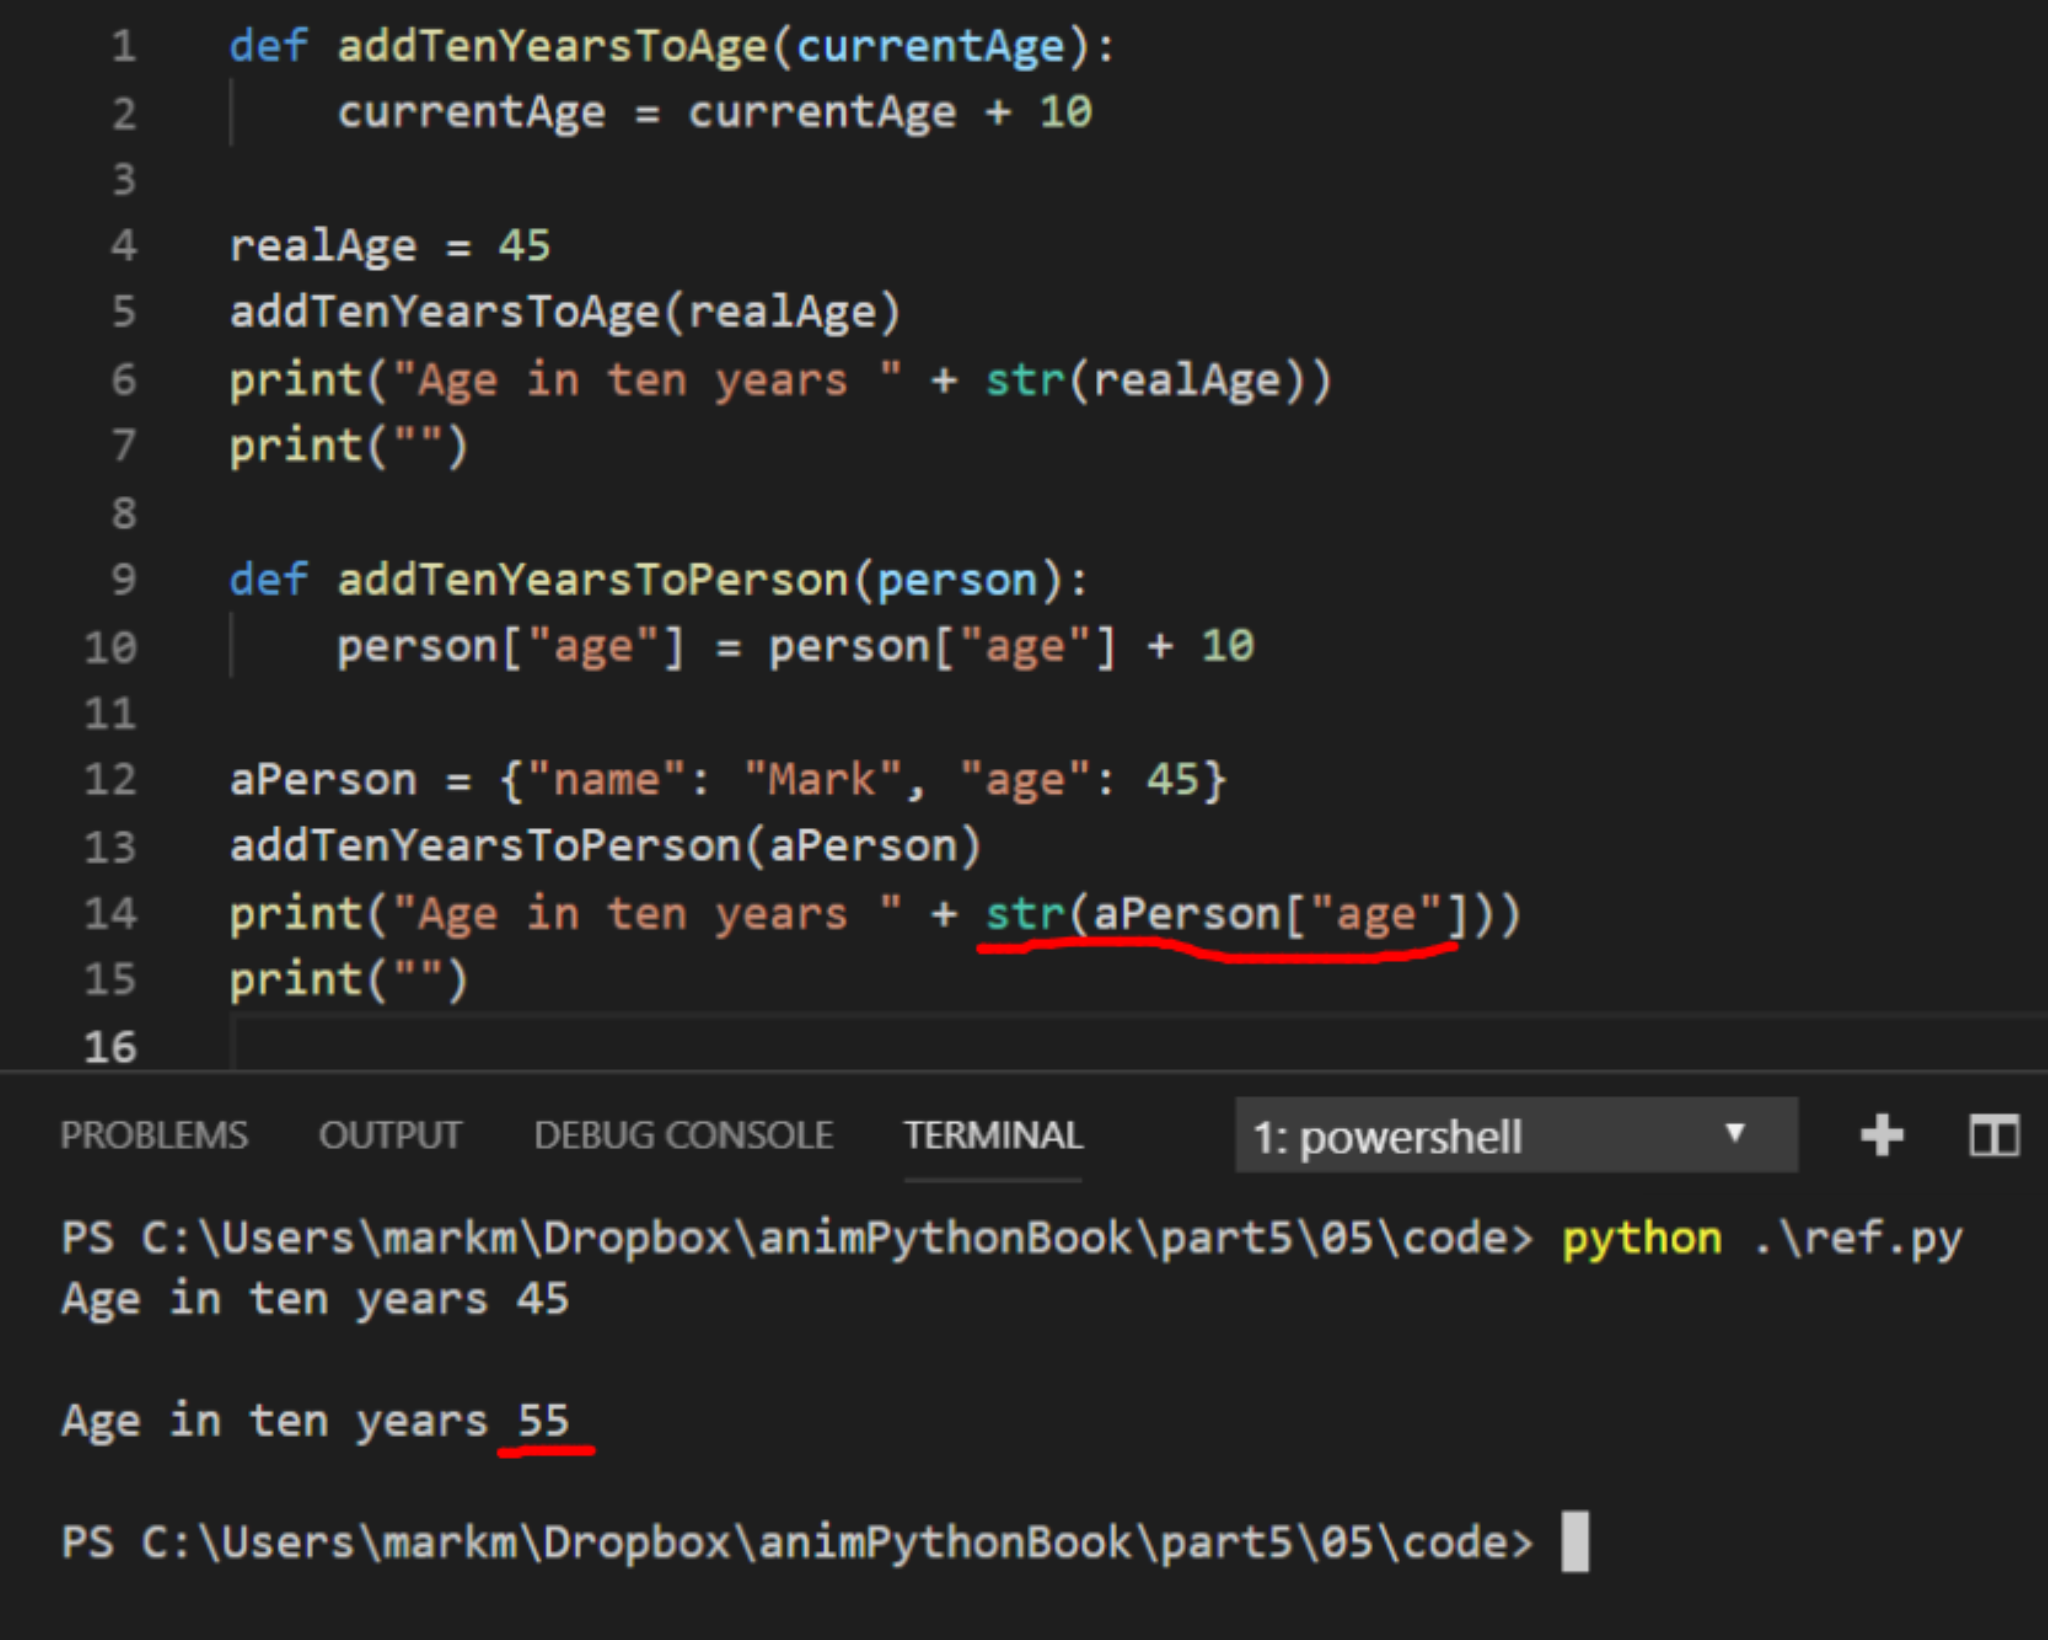 1 def addTenYearsToAge(currentAge):
2     currentAge = currentAge + 10
3
4 realAge = 45
5 addTenYearsToAge(realAge)
6 print("Age in ten years " + str(realAge))
7 print("")
8
9 def addTenYearsToPerson(person):
10     person["age"] = person["age"] + 10
11
12 aPerson = {"name": "Mark", "age": 45}
13 addTenYearsToPerson(aPerson)
14 print("Age in ten years " + str(aPerson["age"]))
15 print("")
16
PROBLEMS OUTPUT DEBUG CONSOLE TERMINAL 1: powershell
PS C:\Users\markm\Dropbox\animPythonBook\part5\05\code> python .\ref.py
Age in ten years 45
Age in ten years 55
PS C:\Users\markm\Dropbox\animPythonBook\part5\05\code>